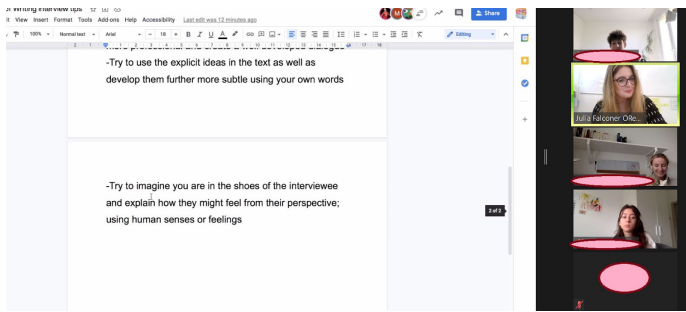 or Writing interview tips
it View Insert Format Tools Add-ons Help Accessibility Last edit was 12 minutes ago
Share
100% Normal text Arial 18 B I U A Editing
-Try to use the explicit ideas in the text as well as
develop them further more subtle using your own words
-Try to imagine you are in the shoes of the interviewee
and explain how they might feel from their perspective;
using human senses or feelings
2 of 2
Julia Falconer ORe...